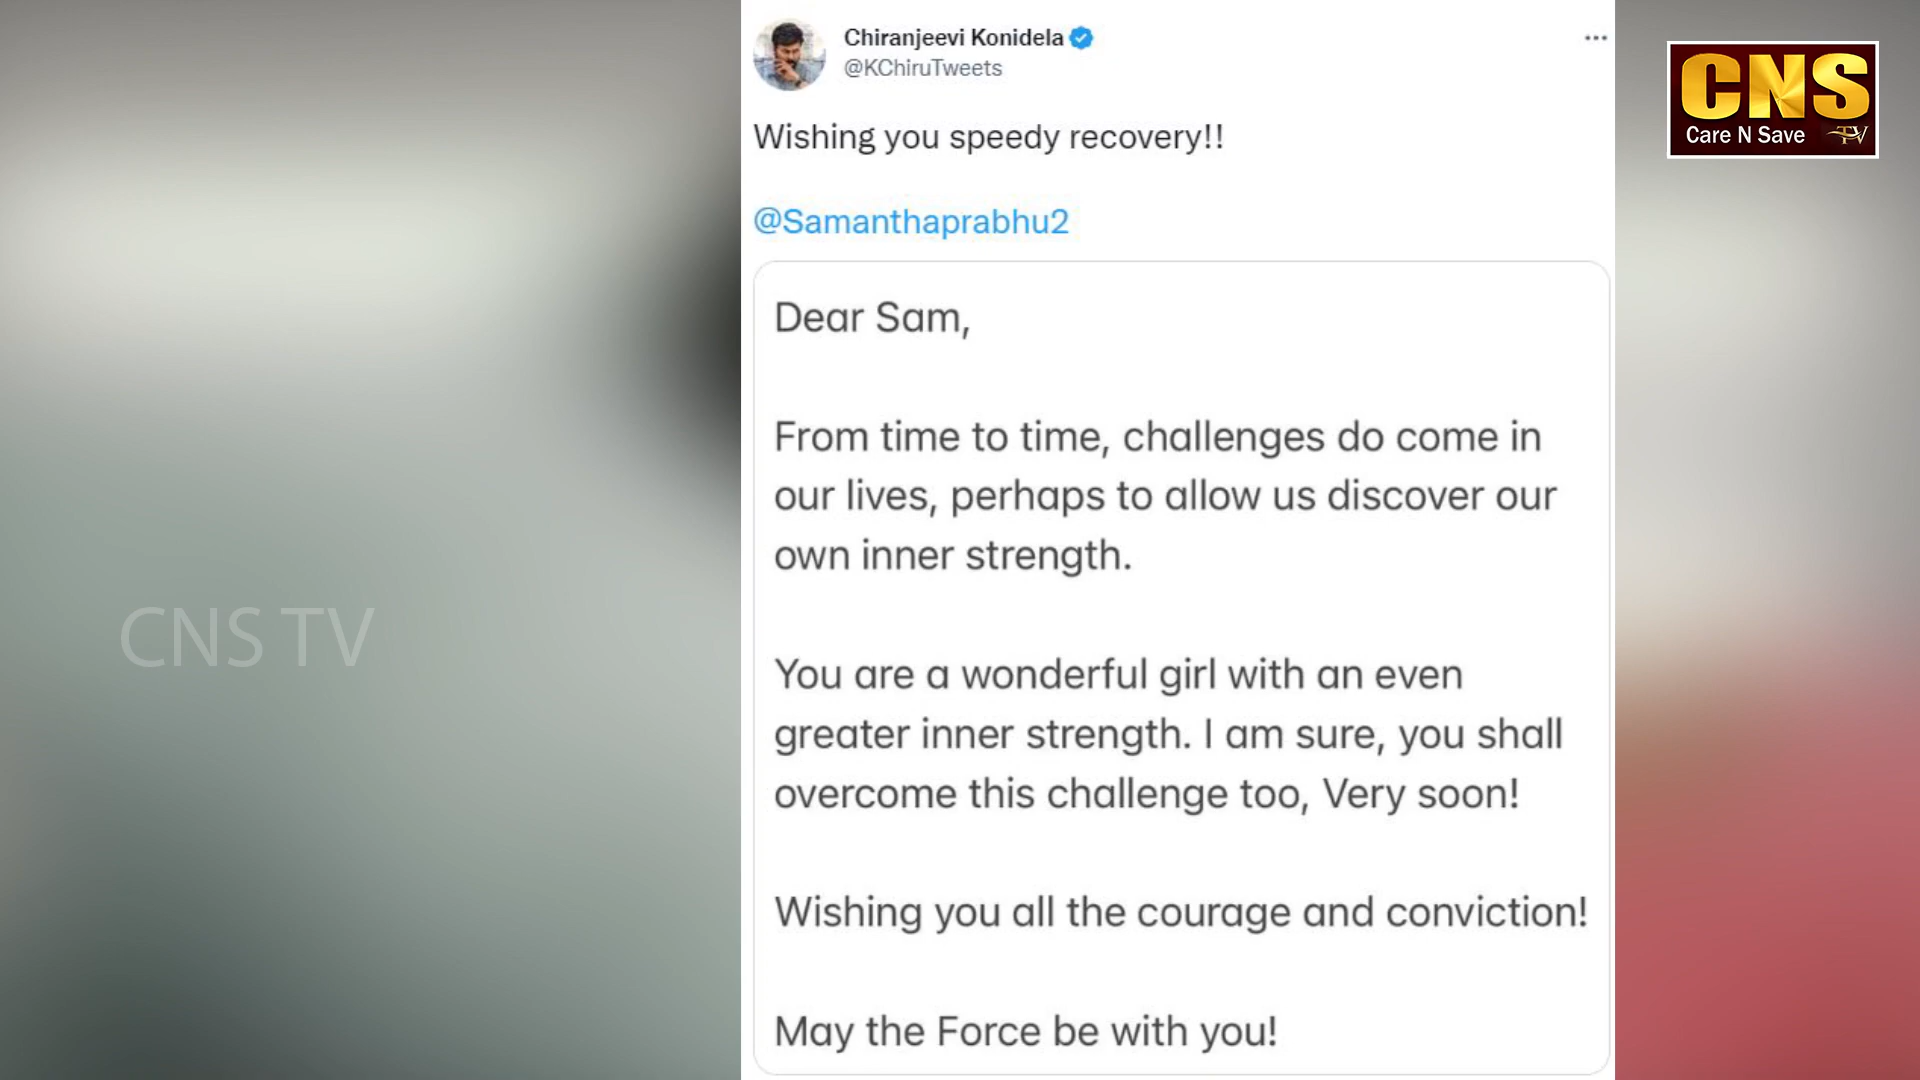 Chiranjeevi Konidela
@KChiruTweets
Wishing you speedy recovery!!
@Samanthaprabhu2
Dear Sam,
From time to time, challenges do come in
our lives, perhaps to allow us discover our
own inner strength.
You are a wonderful girl with an even
greater inner strength. I am sure, you shall
overcome this challenge too, Very soon!
Wishing you all the courage and conviction!
May the Force be with you!
CNS
Care N Save TV
CNS TV